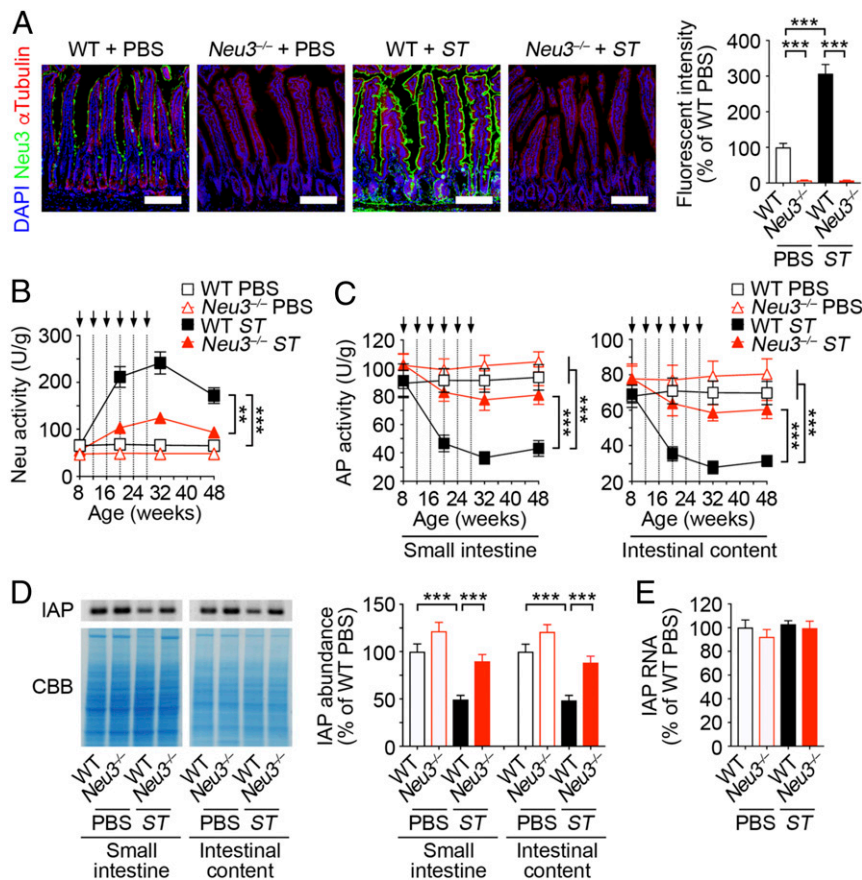 A
WT + PBS
Neu3–/– + PBS
WT + ST
Neu3–/– + ST
DAPI Neu3 αTubulin
Fluorescent intensity
(% of WT PBS)
400
300
200
100
0
***
*** ***
WT
Neu3–/–
WT
Neu3–/–
PBS ST
B
WT PBS
Neu3–/– PBS
WT ST
Neu3–/– ST
Neu activity (U/g)
300
200
100
50
0
8 16 24 32 40 48
Age (weeks)
**
***
C
WT PBS
Neu3–/– PBS
WT ST
Neu3–/– ST
AP activity (U/g)
120
100
80
60
40
20
8 16 24 32 40 48
Age (weeks)
Small intestine
***
***
100
80
60
40
20
0
8 16 24 32 40 48
Age (weeks)
Intestinal content
***
***
D
IAP
CBB
WT
Neu3–/–
WT
Neu3–/–
WT
Neu3–/–
WT
Neu3–/–
PBS ST PBS ST
Small
intestine
Intestinal
content
IAP abundance
(% of WT PBS)
150
100
50
0
*** *** *** ***
WT
Neu3–/–
WT
Neu3–/–
WT
Neu3–/–
WT
Neu3–/–
PBS ST PBS ST
Small
intestine
Intestinal
content
E
IAP RNA
(% of WT PBS)
120
100
80
60
40
20
0
WT
Neu3–/–
WT
Neu3–/–
PBS ST